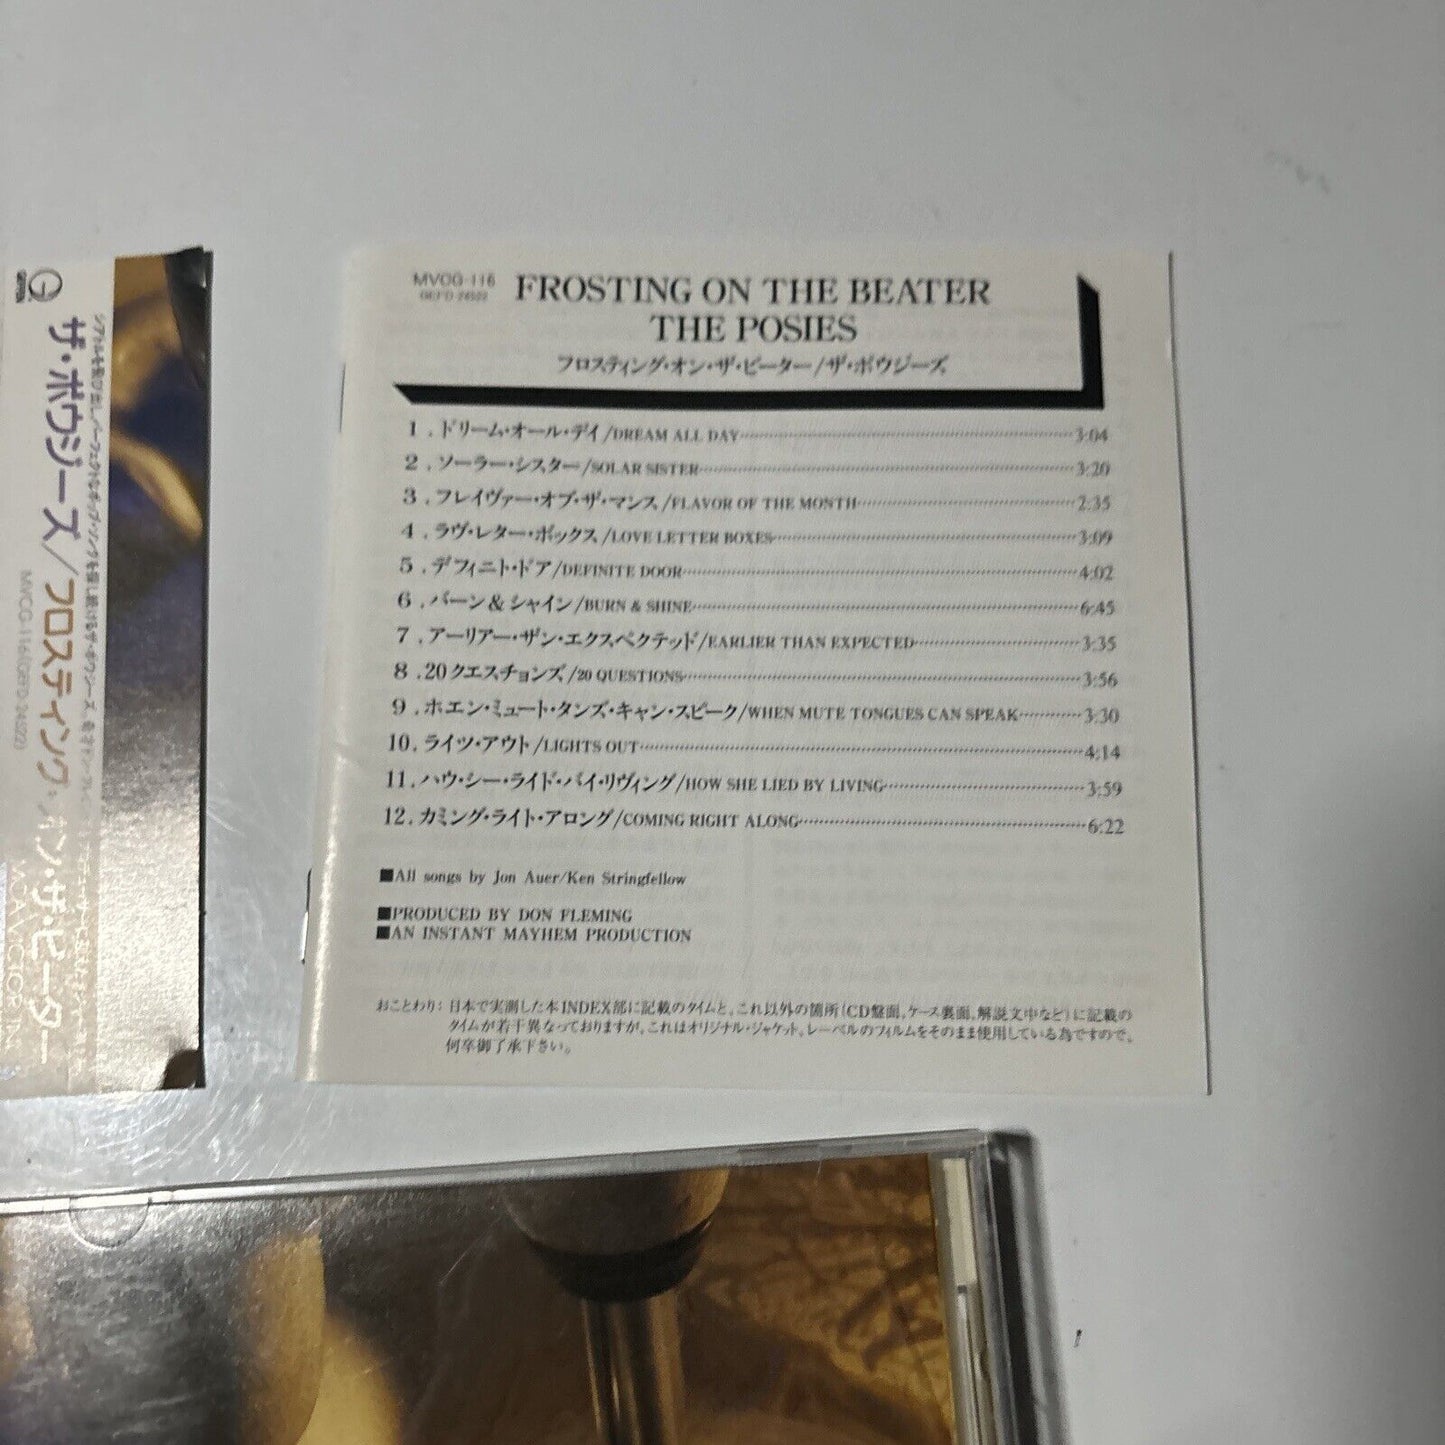 MVCG-116
GEFD-24522
FROSTING ON THE BEATER
THE POSIES
フロスティング・オン・ザ・ビーター/ザ・ポウジーズ
1.ドリーム・オール・デイ/DREAM ALL DAY 3:04
2.ソーラー・シスター/SOLAR SISTER 3:20
3.フレイヴァー・オブ・ザ・マンス/FLAVOR OF THE MONTH 2:35
4.ラヴ・レター・ボックス/LOVE LETTER BOXES 3:09
5.デフィニト・ドア/DEFINITE DOOR 4:02
6.バーン&シャイン/BURN & SHINE 6:45
7.アーリアー・ザン・エクスペクテッド/EARLIER THAN EXPECTED 3:35
8.20クエスチョンズ/20 QUESTIONS 3:56
9.ホエン・ミュート・タンズ・キャン・スピーク/WHEN MUTE TONGUES CAN SPEAK 3:30
10.ライツ・アウト/LIGHTS OUT 4:14
11.ハウ・シー・ライド・バイ・リヴィング/HOW SHE LIED BY LIVING 3:59
12.カミング・ライト・アロング/COMING RIGHT ALONG 6:22
■All songs by Jon Auer/Ken Stringfellow
■PRODUCED BY DON FLEMING
■AN INSTANT MAYHEM PRODUCTION
おことわり:日本で実測した本INDEX部に記載のタイムと、これ以外の箇所(CD盤面、ケース裏面、解説文中など)に記載の
タイムが若干異なっておりますが、これはオリジナル・ジャケット、レーベルのフィルムをそのまま使用している為ですので、
何卒御了承下さい。
ザ・ポウジーズ/フロスティング・オン・ザ・ビーター
MVCG-116(GEFD-24522)
MCA VICTOR, INC.